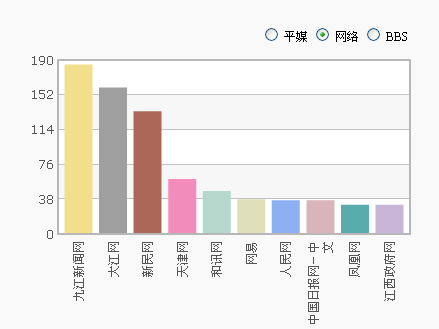 平媒 网络 BBS
190
152
114
76
38
0
九江新闻网
大江网
新民网
天津网
和讯网
网易
人民网
中国日报网-中
文
凤凰网
江西政府网